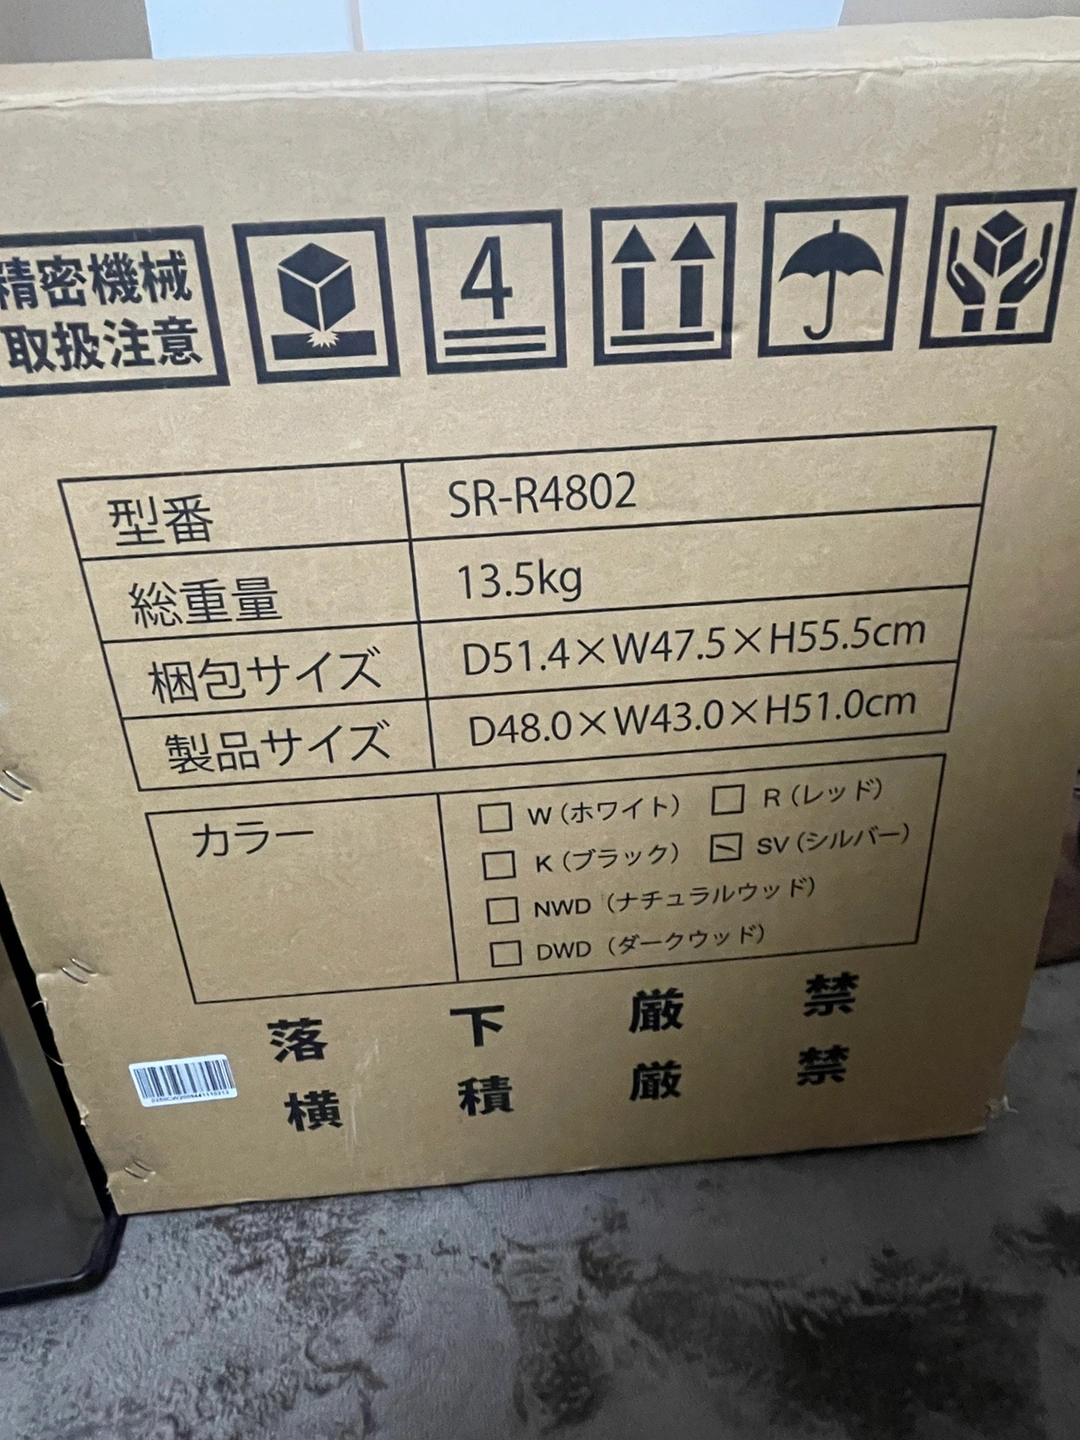 精密機械
取扱注意
4
型番 SR-R4802
総重量 13.5kg
梱包サイズ D51.4×W47.5×H55.5cm
製品サイズ D48.0×W43.0×H51.0cm
カラー
W（ホワイト） R（レッド）
K（ブラック） SV（シルバー）
NWD（ナチュラルウッド）
DWD（ダークウッド）
落下厳禁
横積厳禁